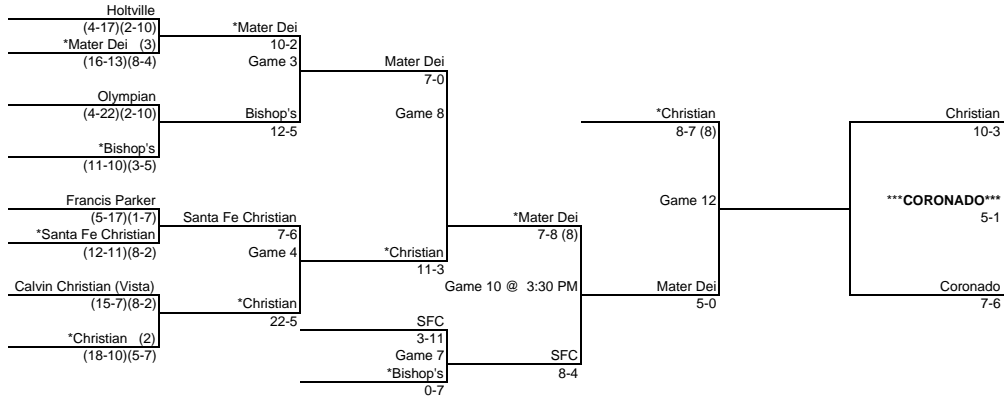 Holtville
(4-17)(2-10)
*Mater Dei (3)
(16-13)(8-4)
Olympian
(4-22)(2-10)
*Bishop's
(11-10)(3-5)
Francis Parker
(5-17)(1-7)
*Santa Fe Christian
(12-11)(8-2)
Calvin Christian (Vista)
(15-7)(8-2)
*Christian (2)
(18-10)(5-7)
*Mater Dei
10-2
Game 3
Bishop's
12-5
Santa Fe Christian
7-6
Game 4
*Christian
22-5
Mater Dei
7-0
Game 8
*Christian
11-3
SFC
3-11
Game 7
*Bishop's
0-7
*Mater Dei
7-8 (8)
Game 10 @ 3:30 PM
SFC
8-4
*Christian
8-7 (8)
Game 12
Mater Dei
5-0
Christian
10-3
***CORONADO***
5-1
Coronado
7-6